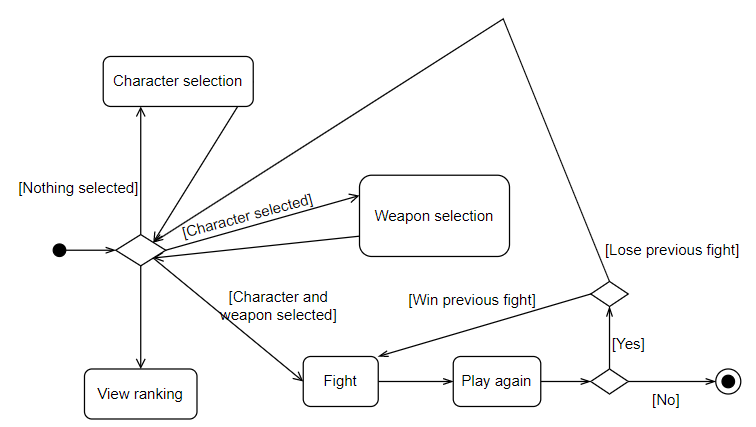 Character selection
[Nothing selected]
[Character selected]
Weapon selection
[Lose previous fight]
[Character and
weapon selected]
[Win previous fight]
[Yes]
View ranking
Fight
Play again
[No]